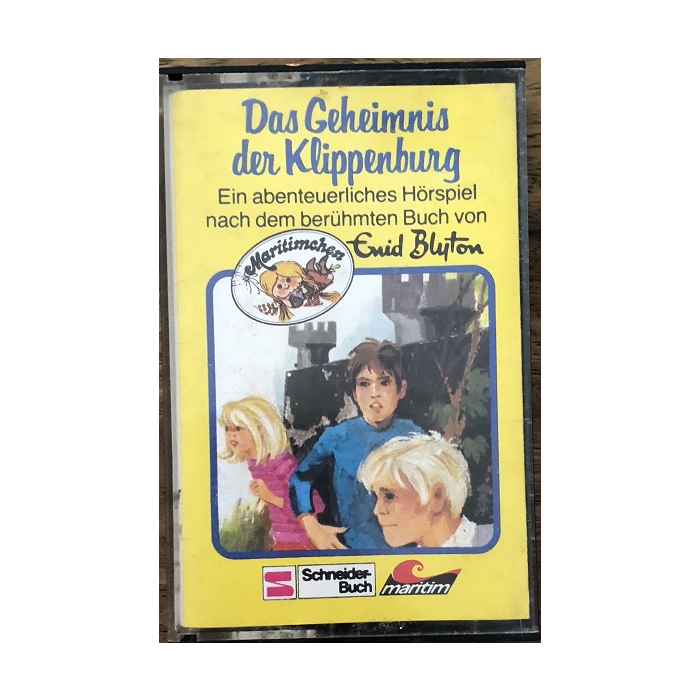 Das Geheimnis
der Klippenburg
Ein abenteuerliches Hörspiel
nach dem berühmten Buch von
Enid Blyton
Maritimchen
Schneider-
Buch
maritim